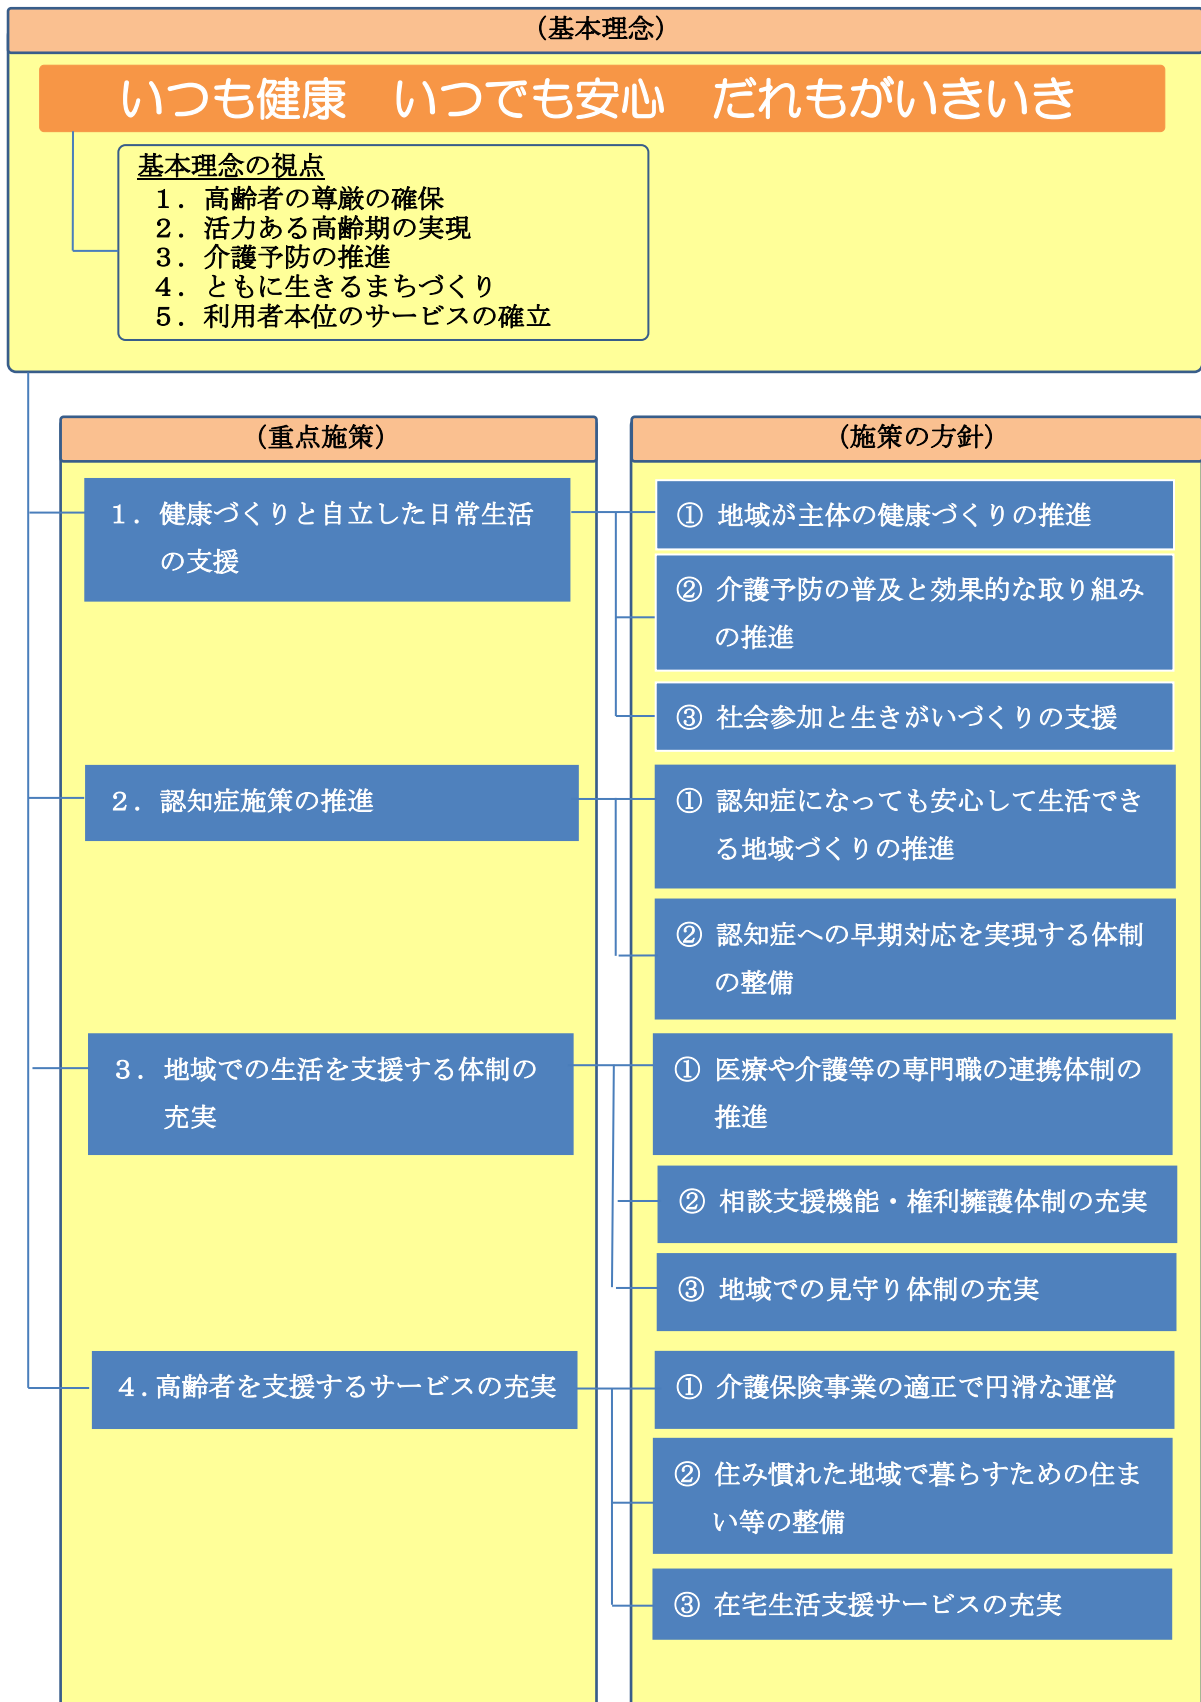 （基本理念）
いつも健康　いつでも安心　だれもがいきいき
基本理念の視点
１．高齢者の尊厳の確保
２．活力ある高齢期の実現
３．介護予防の推進
４．ともに生きるまちづくり
５．利用者本位のサービスの確立
（重点施策）
１．健康づくりと自立した日常生活
の支援
２．認知症施策の推進
３．地域での生活を支援する体制の
充実
４．高齢者を支援するサービスの充実
（施策の方針）
① 地域が主体の健康づくりの推進
② 介護予防の普及と効果的な取り組み
の推進
③ 社会参加と生きがいづくりの支援
① 認知症になっても安心して生活でき
る地域づくりの推進
② 認知症への早期対応を実現する体制
の整備
① 医療や介護等の専門職の連携体制の
推進
② 相談支援機能・権利擁護体制の充実
③ 地域での見守り体制の充実
① 介護保険事業の適正で円滑な運営
② 住み慣れた地域で暮らすための住ま
い等の整備
③ 在宅生活支援サービスの充実